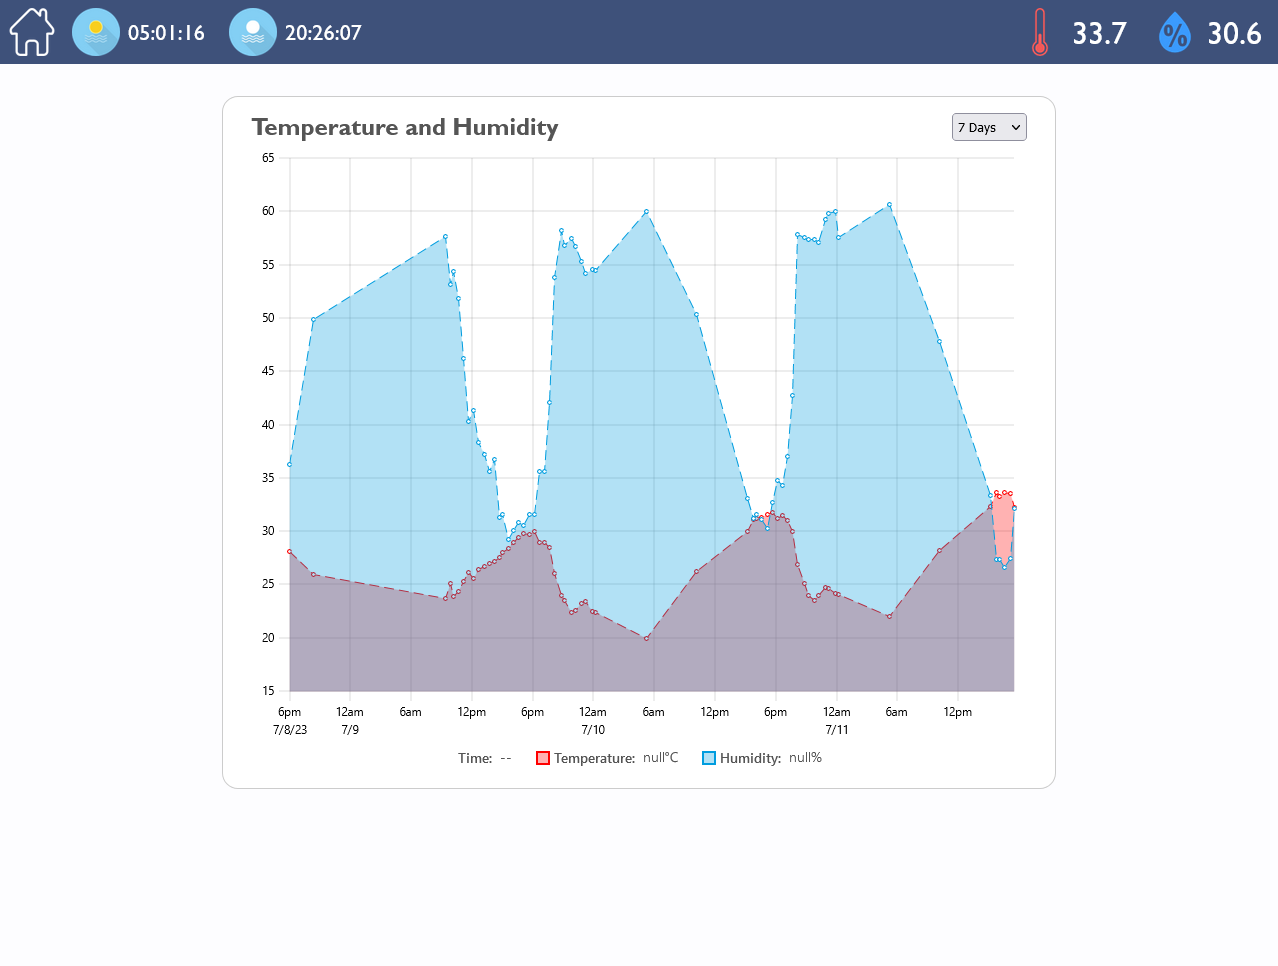 05:01:16 20:26:07 33.7 % 30.6
Temperature and Humidity 7 Days
65
60
55
50
45
40
35
30
25
20
15
6pm 12am 6am 12pm 6pm 12am 6am 12pm 6pm 12am 6am 12pm
7/8/23 7/9 7/10 7/11
Time: -- Temperature: null°C Humidity: null%